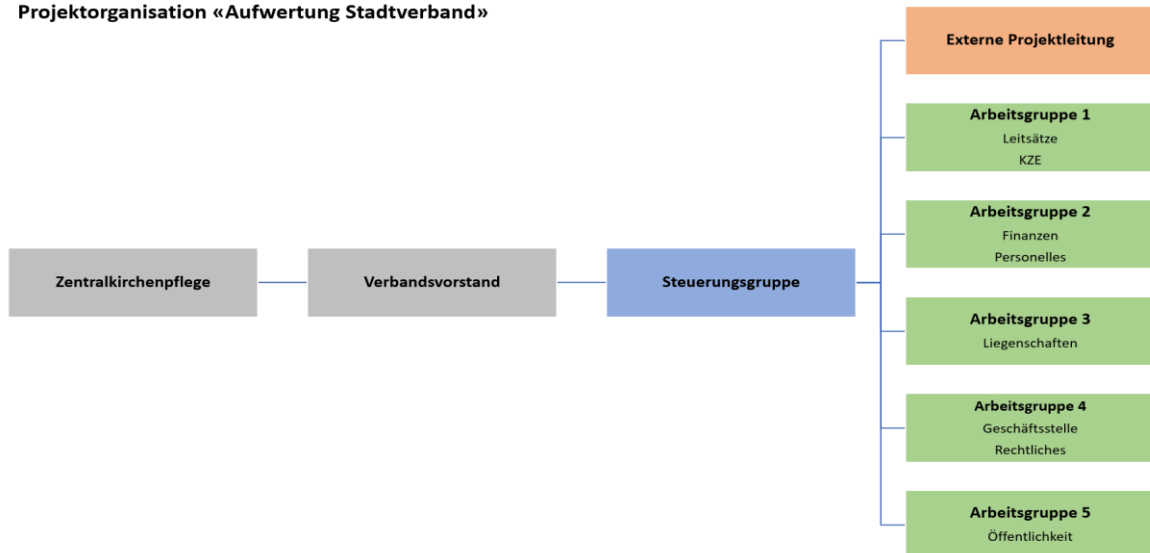 Projektorganisation «Aufwertung Stadtverband»
Externe Projektleitung
Arbeitsgruppe 1
Leitsätze
KZE
Arbeitsgruppe 2
Finanzen
Personelles
Zentralkirchenpflege
Verbandsvorstand
Steuerungsgruppe
Arbeitsgruppe 3
Liegenschaften
Arbeitsgruppe 4
Geschäftsstelle
Rechtliches
Arbeitsgruppe 5
Öffentlichkeit